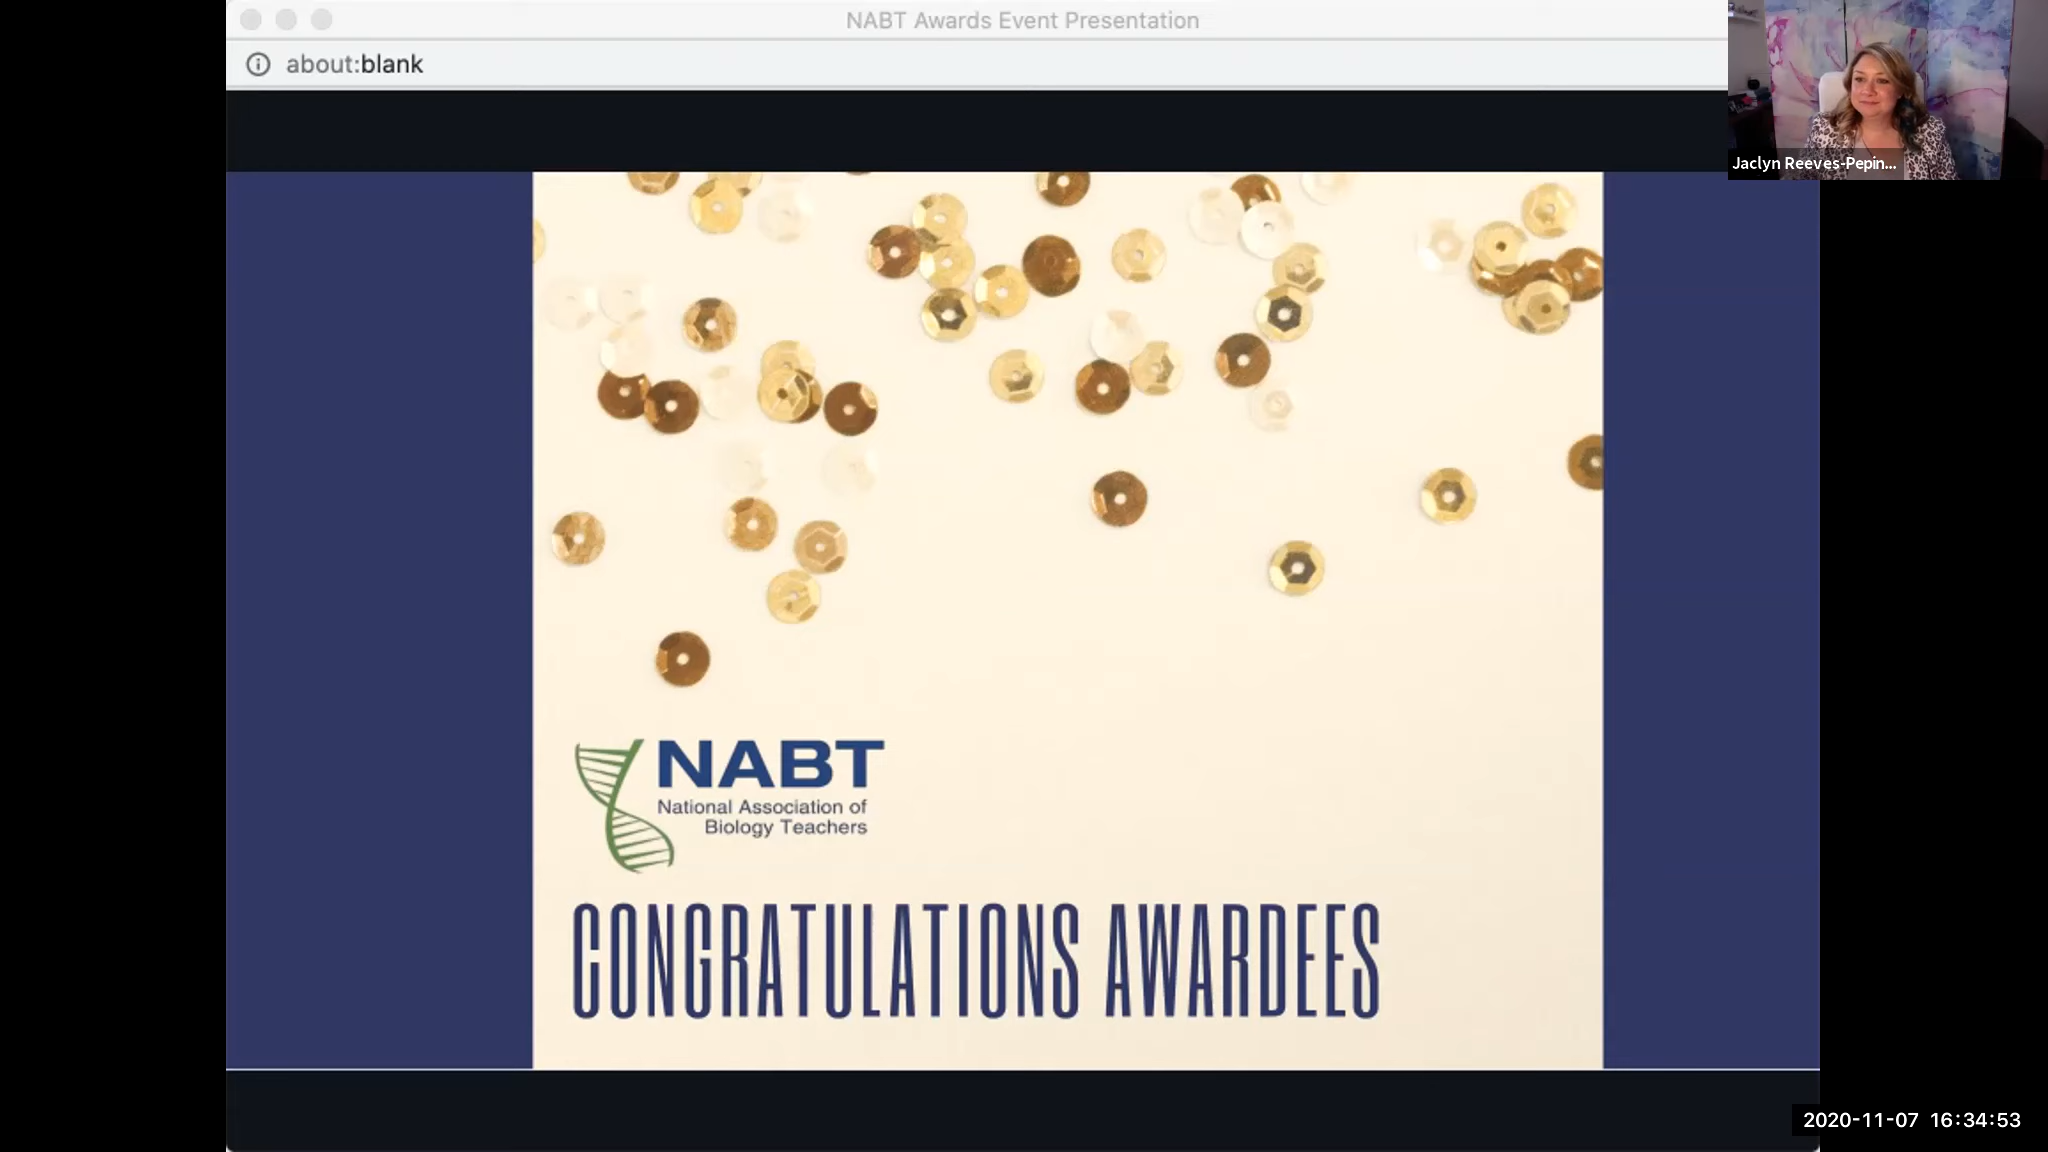 NABT Awards Event Presentation
about:blank
Jaclyn Reeves-Pepin...
NABT
National Association of
Biology Teachers
CONGRATULATIONS AWARDEES
2020-11-07 16:34:53